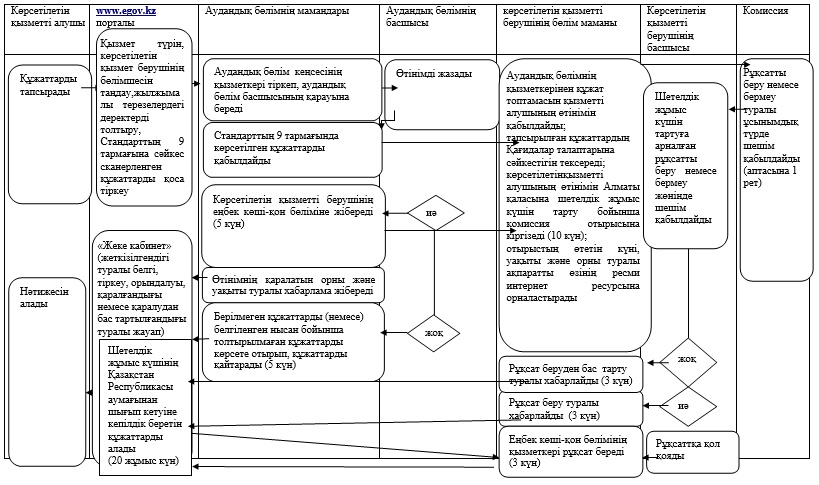 Көрсетілетін
қызметті алушы
www.egov.kz
порталы
Аудандық бөлімнің мамандары
Аудандық бөлімнің
басшысы
көрсетілетін қызметті
берушінің бөлім маманы
Көрсетілетін
қызметті
берушінің
басшысы
Комиссия
Құжаттарды
тапсырады
Қызмет түрін,
көрсетілетін
қызмет берушінің
бөлімшесін
таңдау,жылжыма
лы терезелердегі
деректерді
толтыру,
Стандарттың 9
тармағына сәйкес
сканерленген
құжаттарды қоса
тіркеу
Аудандық бөлім кеңсесінің
қызметкері тіркеп, аудандық
бөлім басшысының қарауына
береді
Өтінімді жазады
Стандарттың 9 тармағында
көрсетілген құжаттарды
қабылдайды
Аудандық бөлімнің
қызметкерінен құжат
топтамасын қызметті
алушының өтінімін
қабылдайды;
тапсырылған құжаттардың
Қағидалар талаптарына
сәйкестігін тексереді;
көрсетілетінқызметті
алушының өтінімін Алматы
қаласына шетелдік жұмыс
күшін тарту бойынша
комиссия отырысына
кіргізеді (10 күн);
отырыстың өтетін күні,
уақыты және орны туралы
ақпаратты өзінің ресми
интернет ресурсына
орналастырады
Шетелдік
жұмыс
күшін
тартуға
арналған
рұқсатты
беру немесе
бермеу
жөнінде
шешім
қабылдайды
Рұқсатты
беру немесе
бермеу
туралы
ұсынымдық
түрде
шешім
қабылдайды
(аптасына 1
рет)
Көрсетілетін қызметті берушінің
еңбек көші-қон бөліміне жібереді
(5 күн)
иә
«Жеке кабинет»
(жеткізілгендігі
туралы белгі,
тіркеу, орындалуы,
қаралғандығы
немесе қаралудан
бас тартылғандығы
туралы жауап)
Өтінімнің қаралатын орны және
уақыты туралы хабарлама жібереді
Нәтижесін
алады
Берілмеген құжаттарды (немесе)
белгіленген нысан бойынша
толтырылмаған құжаттарды
көрсете отырып, құжаттарды
қайтарады (5 күн)
жоқ
Шетелдік
жұмыс күшінің
Қазақстан
Республикасы
аумағынан
шығып кетуіне
кепілдік беретін
құжаттарды
алады
(20 жұмыс күн)
Рұқсат беруден бас тарту
туралы хабарлайды (3 күн)
жоқ
Рұқсат беру туралы
хабарлайды (3 күн)
иә
Еңбек көші-қон бөлімінің
қызметкері рұқсат береді
(3 күн)
Рұқсаттқа қол
қояды